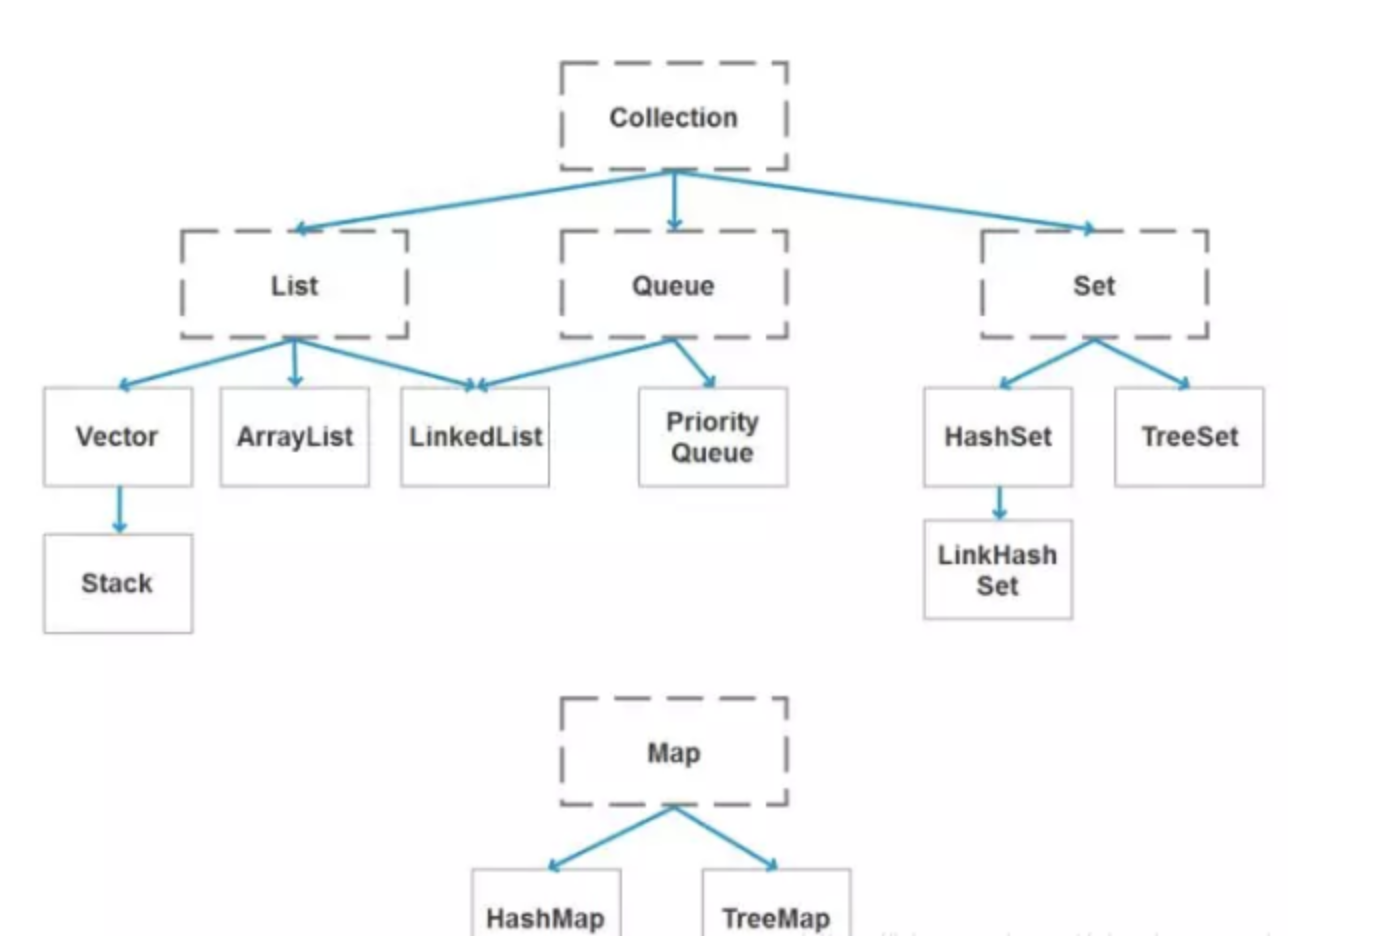 Collection
List
Queue
Set
Vector
ArrayList
LinkedList
Priority
Queue
HashSet
TreeSet
Stack
LinkHash
Set
Map
HashMap
TreeMap